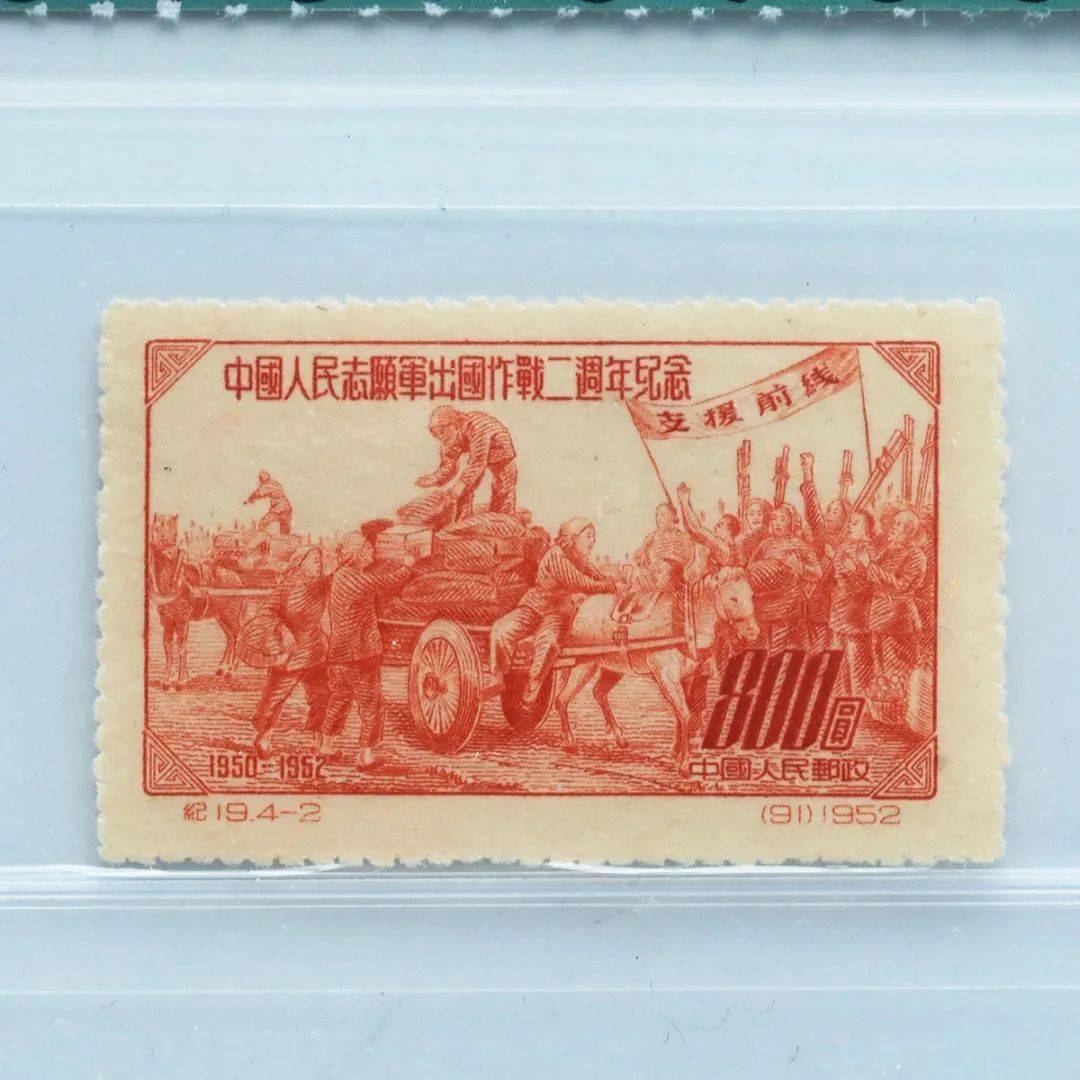 中國人民志願軍出國作戰二週年紀念
支援前线
800圓
1950-1952
中國人民郵政
紀19.4-2
(91)1952